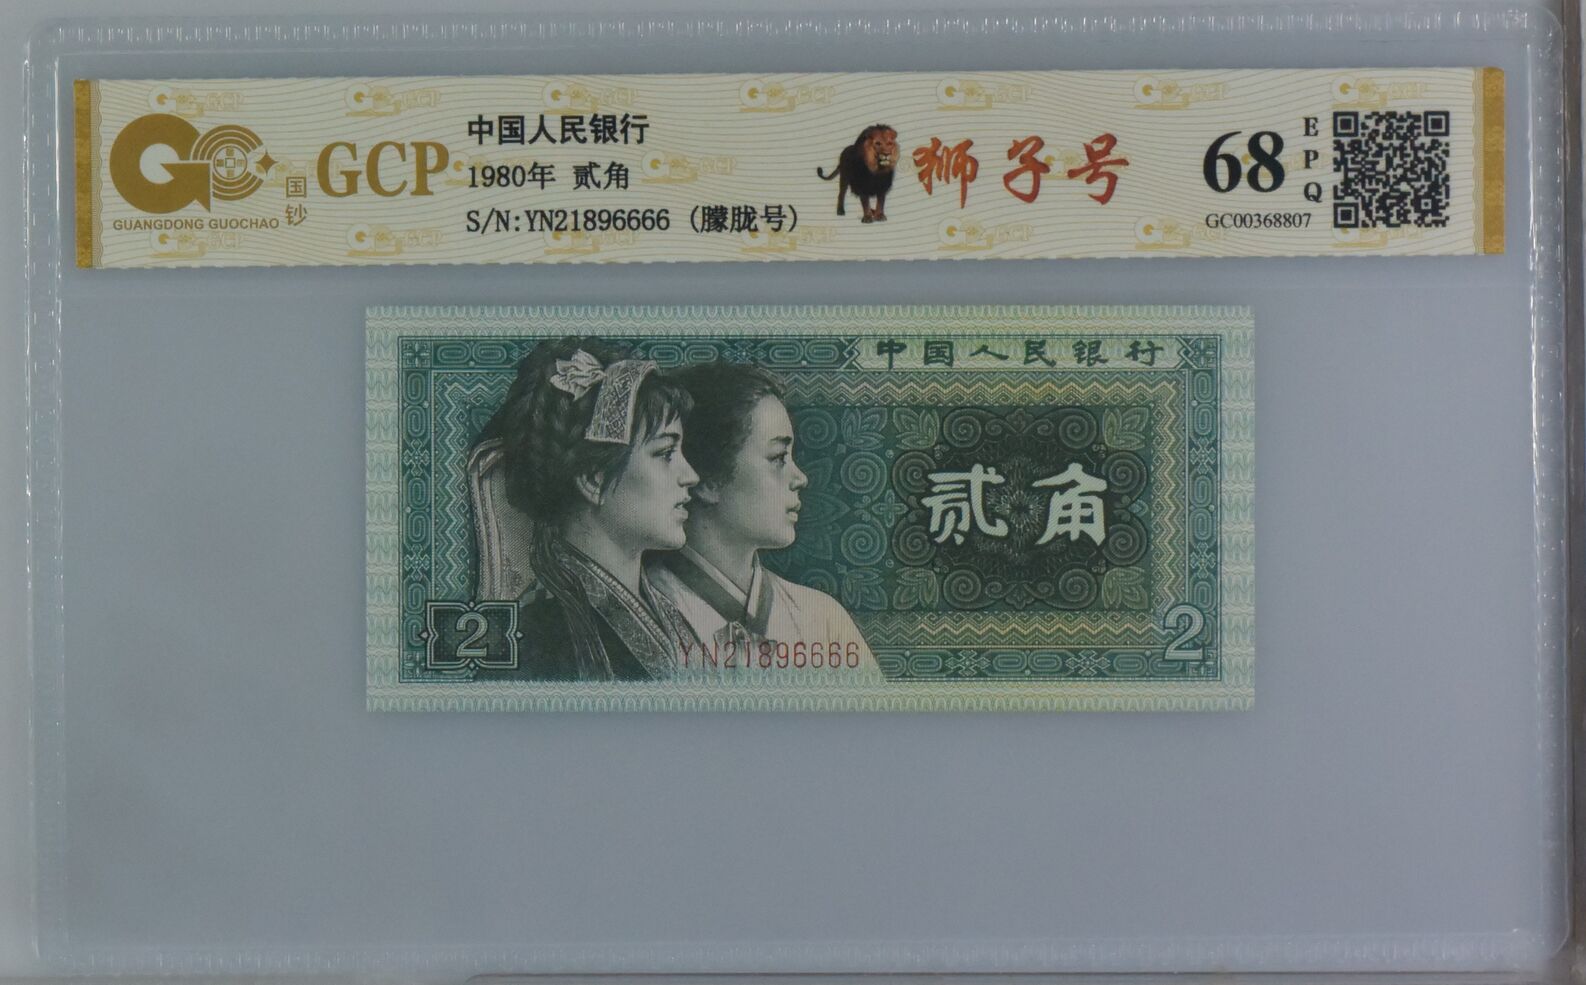 GCP
GUANGDONG GUOCHAO
国钞
中国人民银行
1980年 贰角
S/N:YN21896666 (朦胧号)
狮子号
68
EPQ
GC00368807
中国人民银行
贰角
2
2
YN21896666